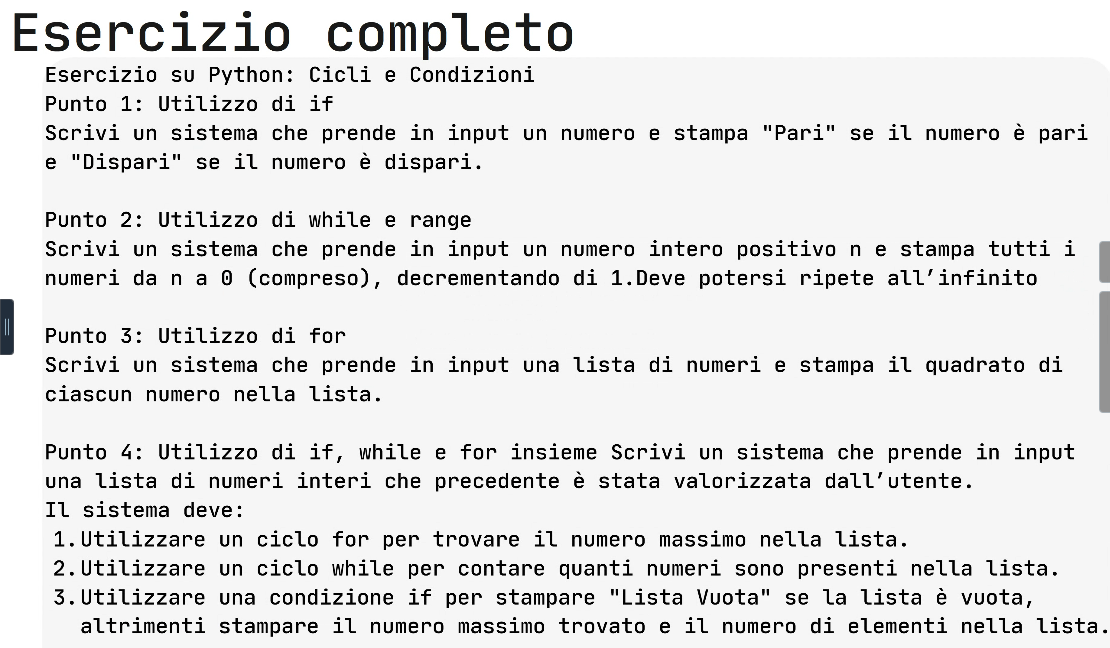 Esercizio completo
Esercizio su Python: Cicli e Condizioni
Punto 1: Utilizzo di if
Scrivi un sistema che prende in input un numero e stampa "Pari" se il numero è pari
e "Dispari" se il numero è dispari.
Punto 2: Utilizzo di while e range
Scrivi un sistema che prende in input un numero intero positivo n e stampa tutti i
numeri da n a 0 (compreso), decrementando di 1.Deve potersi ripete all’infinito
Punto 3: Utilizzo di for
Scrivi un sistema che prende in input una lista di numeri e stampa il quadrato di
ciascun numero nella lista.
Punto 4: Utilizzo di if, while e for insieme Scrivi un sistema che prende in input
una lista di numeri interi che precedente è stata valorizzata dall’utente.
Il sistema deve:
1.Utilizzare un ciclo for per trovare il numero massimo nella lista.
2.Utilizzare un ciclo while per contare quanti numeri sono presenti nella lista.
3.Utilizzare una condizione if per stampare "Lista Vuota" se la lista è vuota,
altrimenti stampare il numero massimo trovato e il numero di elementi nella lista.